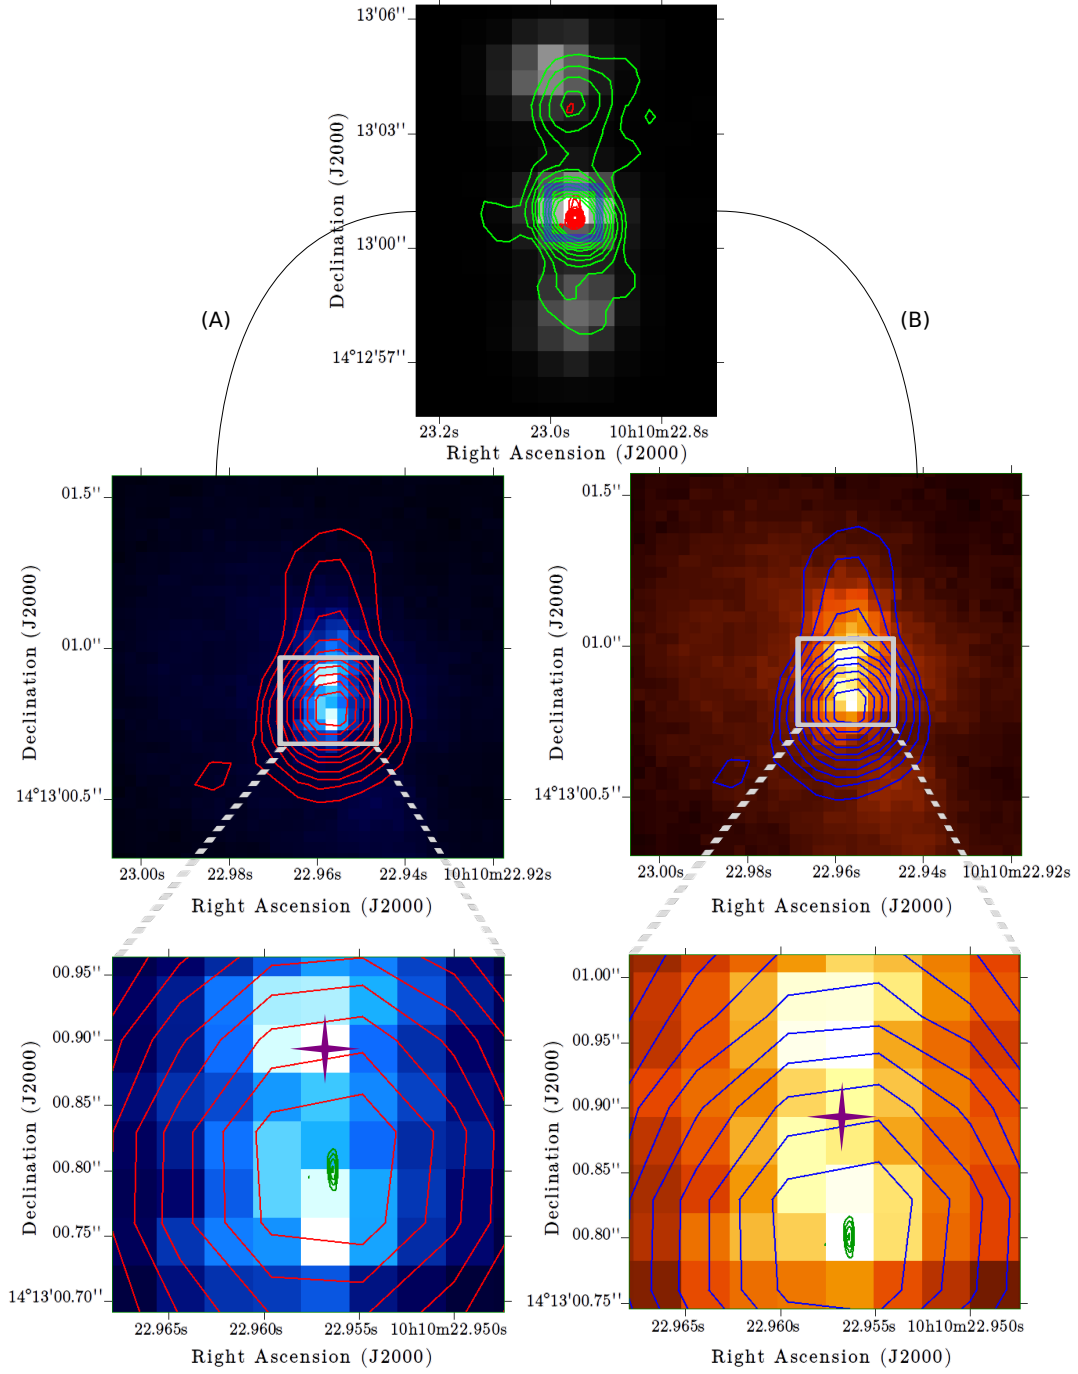 13'06''
13'03''
13'00''
14°12'57''
Declination (J2000)
23.2s 23.0s 10h10m22.8s
Right Ascension (J2000)
(A) (B)
01.5''
01.0''
14°13'00.5''
Declination (J2000)
23.00s 22.98s 22.96s 22.94s 10h10m22.92s
Right Ascension (J2000)
01.5''
01.0''
14°13'00.5''
Declination (J2000)
23.00s 22.98s 22.96s 22.94s 10h10m22.92s
Right Ascension (J2000)
00.95''
00.90''
00.85''
00.80''
00.75''
14°13'00.70''
Declination (J2000)
22.965s 22.960s 22.955s 10h10m22.950s
Right Ascension (J2000)
01.00''
00.95''
00.90''
00.85''
00.80''
14°13'00.75''
Declination (J2000)
22.965s 22.960s 22.955s 10h10m22.950s
Right Ascension (J2000)